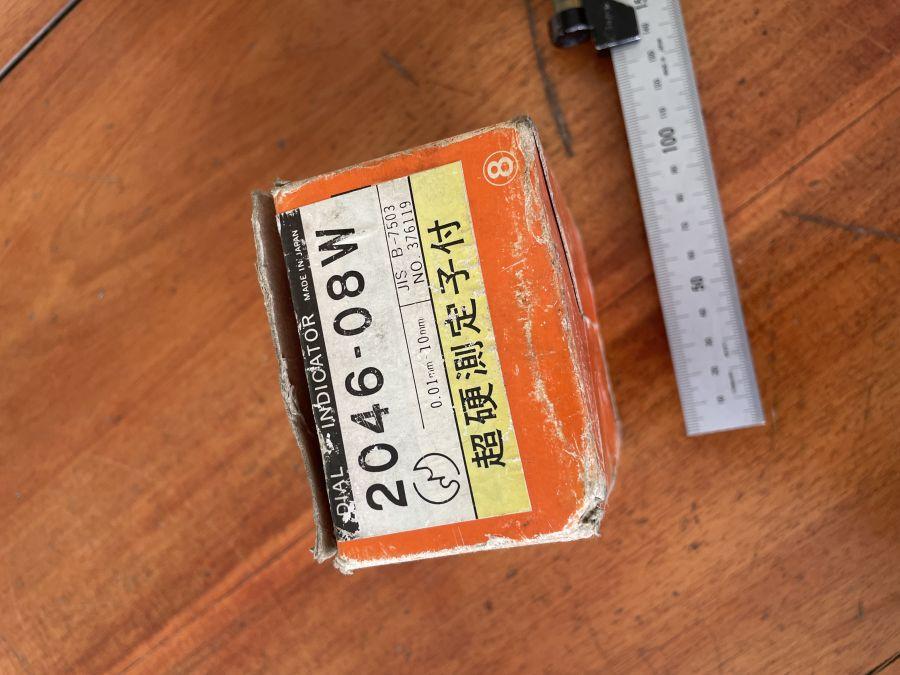 DIAL INDICATOR MADE IN JAPAN
2046-08W
0.01mm-10mm
JIS B-7503
NO. 376119
超硬測定子付
8
100
50